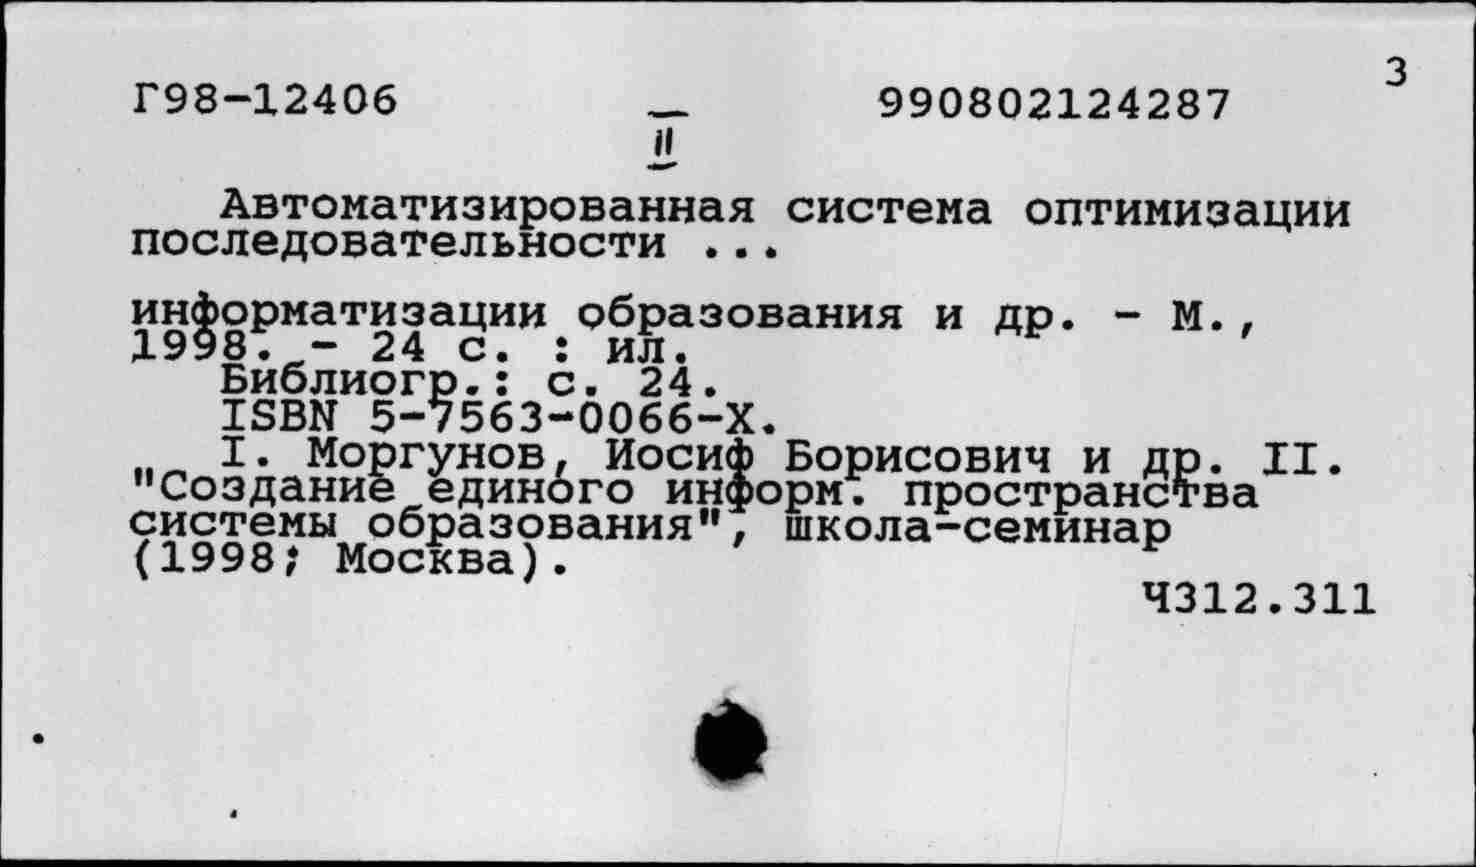 3
Г98-12406 990802124287
II
Автоматизированная система оптимизации
последовательности ...
информатизации образования и др. - М.,
1998. - 24 с. : ил.
Библиогр.: с. 24.
ISBN 5-7563-0066-X.
I. Моргунов, Иосиф Борисович и др. II.
"Создание единого информ. пространства
системы образования", школа-семинар
(1998; Москва).
Ч312.311